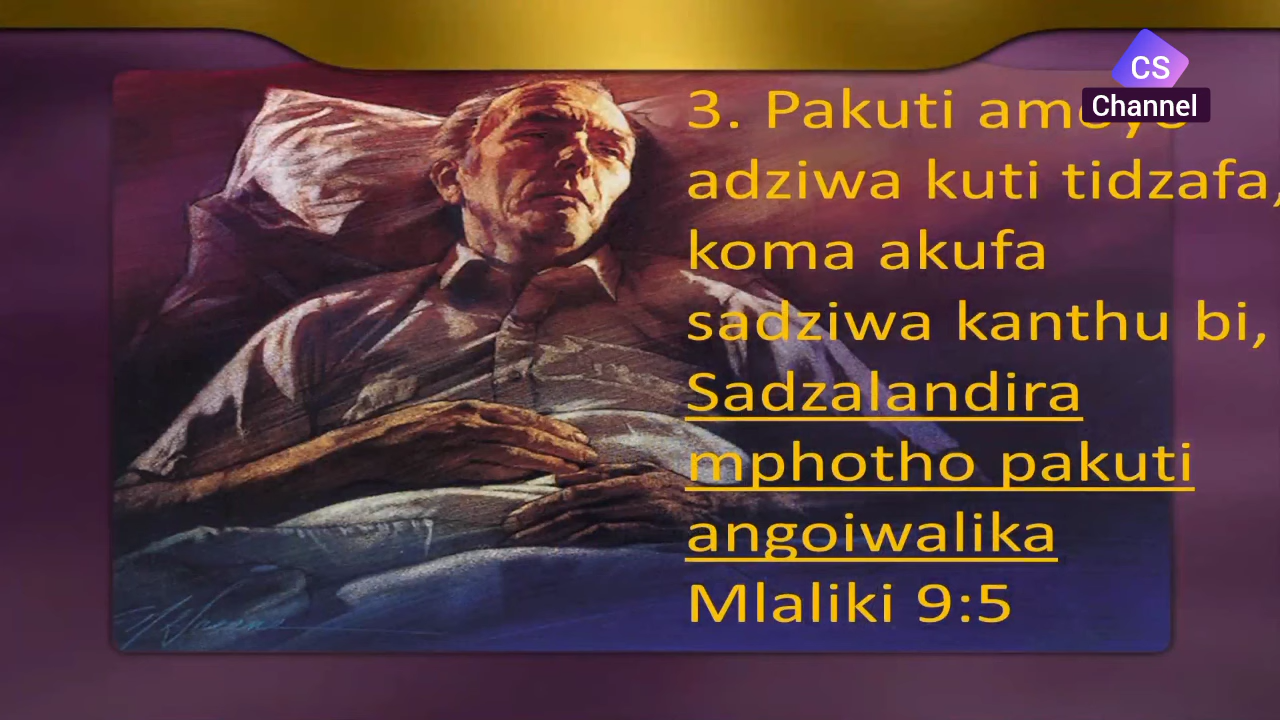 CS
Channel
3. Pakuti
adziwa kuti tidzafa,
koma akufa
sadziwa kanthu bi,
Sadzalandira
mphotho pakuti
angoiwalika
Mlaliki 9:5